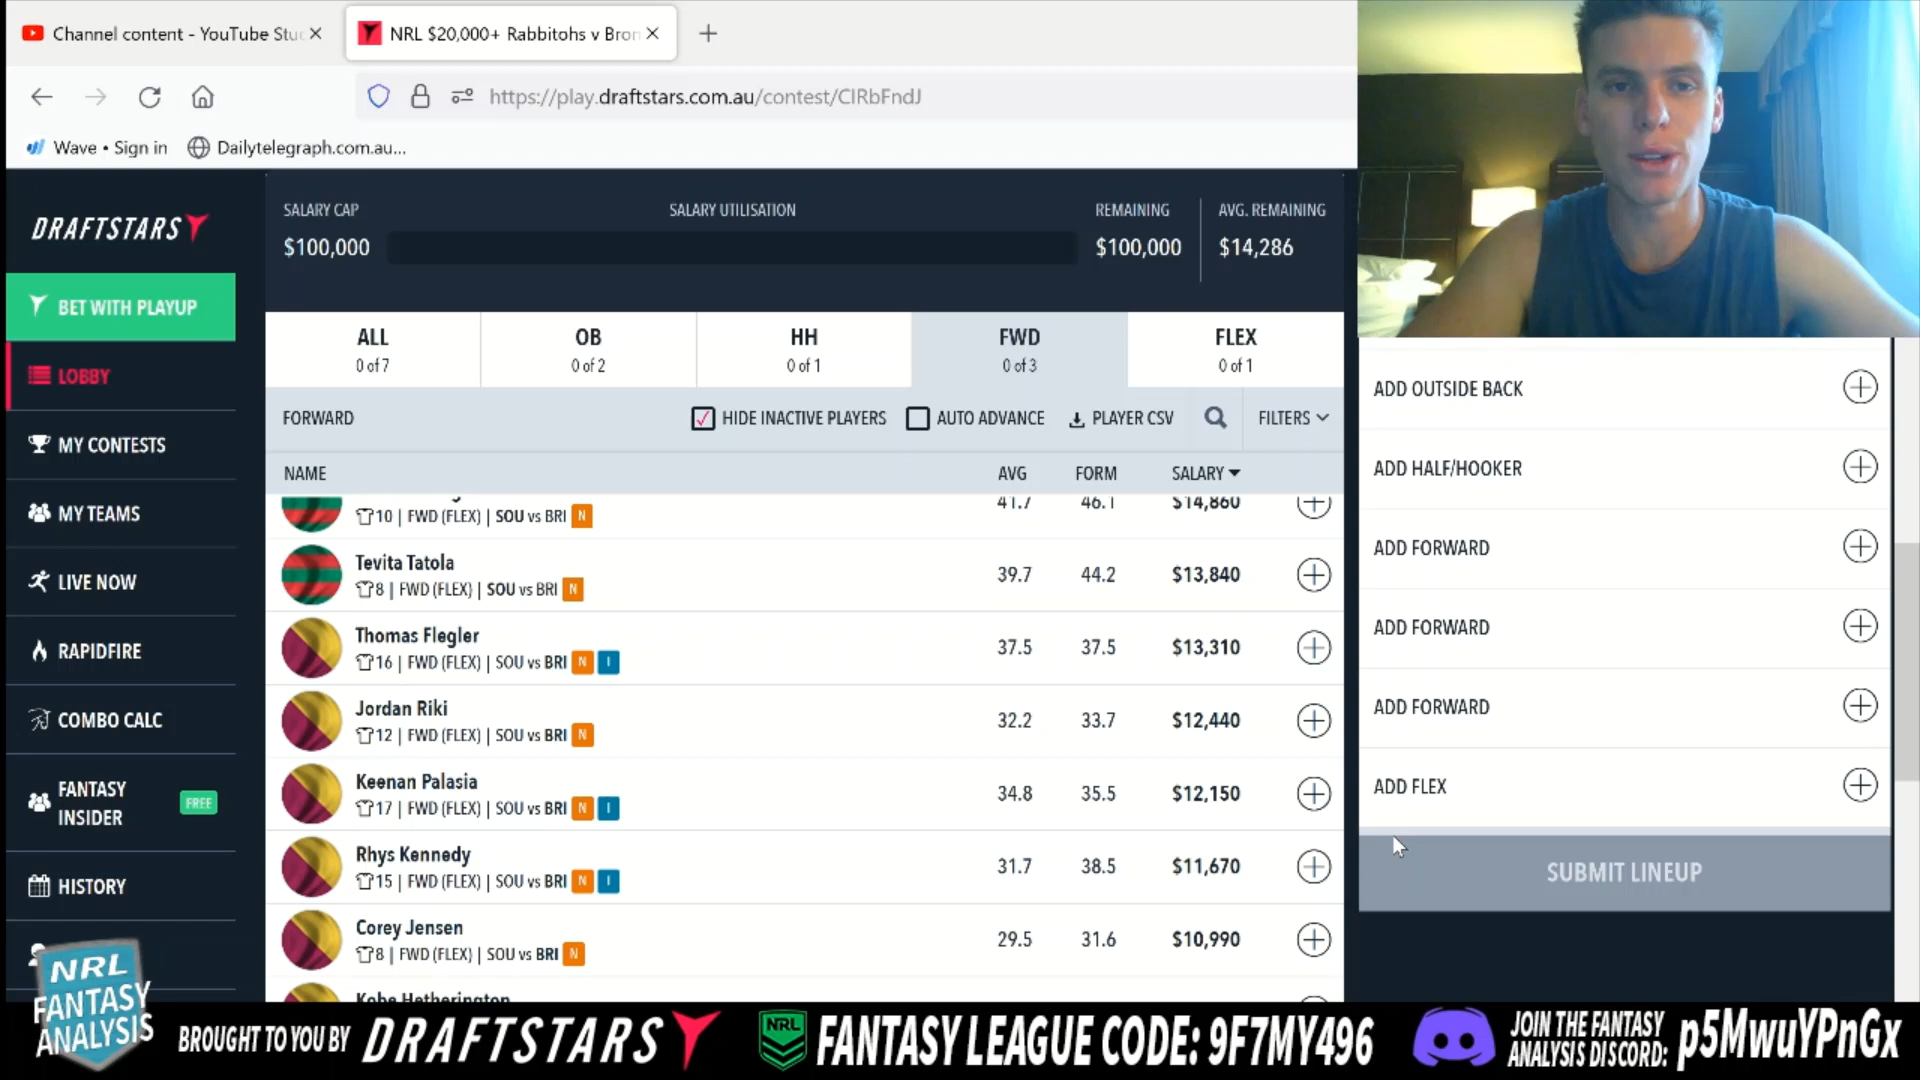 Channel content - YouTube Stu
NRL $20,000+ Rabbitohs v Bron
https://play.draftstars.com.au/contest/CIRbFndJ
Wave • Sign in
Dailytelegraph.com.au...
DRAFTSTARS
BET WITH PLAYUP
LOBBY
MY CONTESTS
MY TEAMS
LIVE NOW
RAPIDFIRE
COMBO CALC
FANTASY
INSIDER
FREE
HISTORY
SALARY CAP
$100,000
SALARY UTILISATION
REMAINING
$100,000
AVG. REMAINING
$14,286
ALL
0 of 7
OB
0 of 2
HH
0 of 1
FWD
0 of 3
FLEX
0 of 1
FORWARD
HIDE INACTIVE PLAYERS
AUTO ADVANCE
PLAYER CSV
FILTERS
NAME AVG FORM SALARY
41.7 46.1 $14,860
10 | FWD (FLEX) | SOU vs BRI N
Tevita Tatola
8 | FWD (FLEX) | SOU vs BRI N
39.7 44.2 $13,840
Thomas Flegler
16 | FWD (FLEX) | SOU vs BRI N I
37.5 37.5 $13,310
Jordan Riki
12 | FWD (FLEX) | SOU vs BRI N
32.2 33.7 $12,440
Keenan Palasia
17 | FWD (FLEX) | SOU vs BRI N I
34.8 35.5 $12,150
Rhys Kennedy
15 | FWD (FLEX) | SOU vs BRI N I
31.7 38.5 $11,670
Corey Jensen
8 | FWD (FLEX) | SOU vs BRI N
29.5 31.6 $10,990
Kobe Hetherington
ADD OUTSIDE BACK
ADD HALF/HOOKER
ADD FORWARD
ADD FORWARD
ADD FORWARD
ADD FLEX
SUBMIT LINEUP
NRL
FANTASY
ANALYSIS
BROUGHT TO YOU BY
DRAFTSTARS
NRL
FANTASY LEAGUE CODE: 9F7MY496
JOIN THE FANTASY
ANALYSIS DISCORD:
p5MwuYPnGx